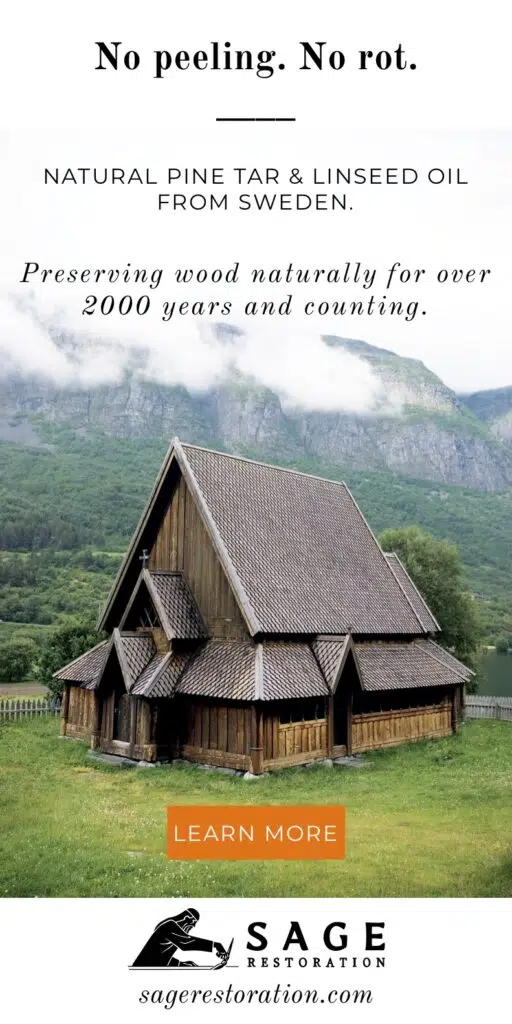 No peeling. No rot.
NATURAL PINE TAR & LINSEED OIL
FROM SWEDEN.
Preserving wood naturally for over
2000 years and counting.
LEARN MORE
SAGE
RESTORATION
sagerestoration.com